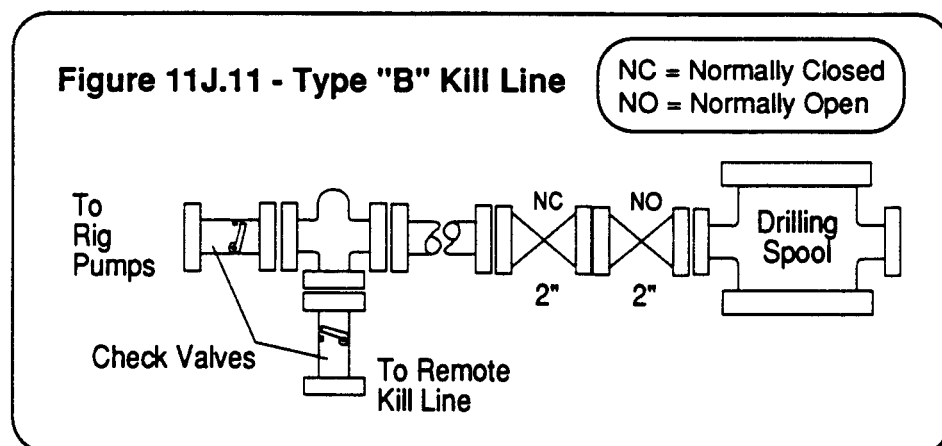 Figure 11J.11 - Type "B" Kill Line
NC = Normally Closed
NO = Normally Open
To
Rig
Pumps
NC
NO
Drilling
Spool
2"
2"
Check Valves
To Remote
Kill Line